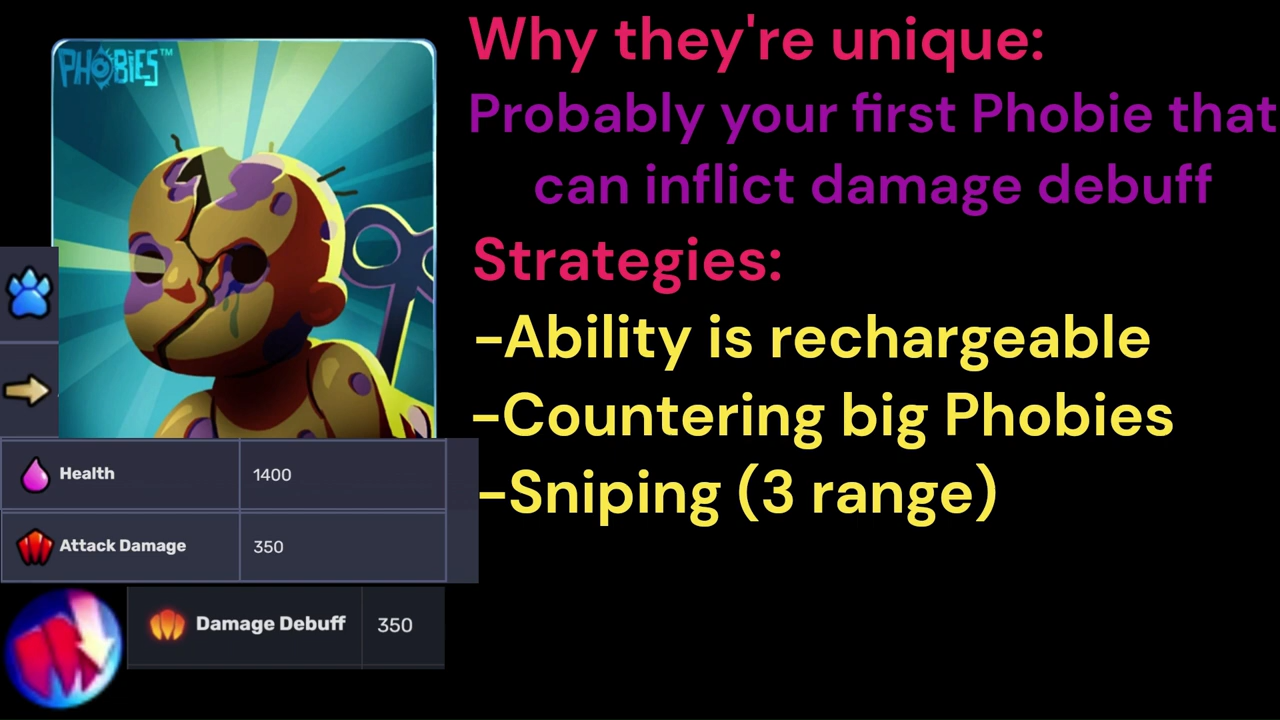 PHOBIES™
Why they're unique:
Probably your first Phobie that
can inflict damage debuff
Strategies:
-Ability is rechargeable
-Countering big Phobies
-Sniping (3 range)
Health 1400
Attack Damage 350
Damage Debuff 350